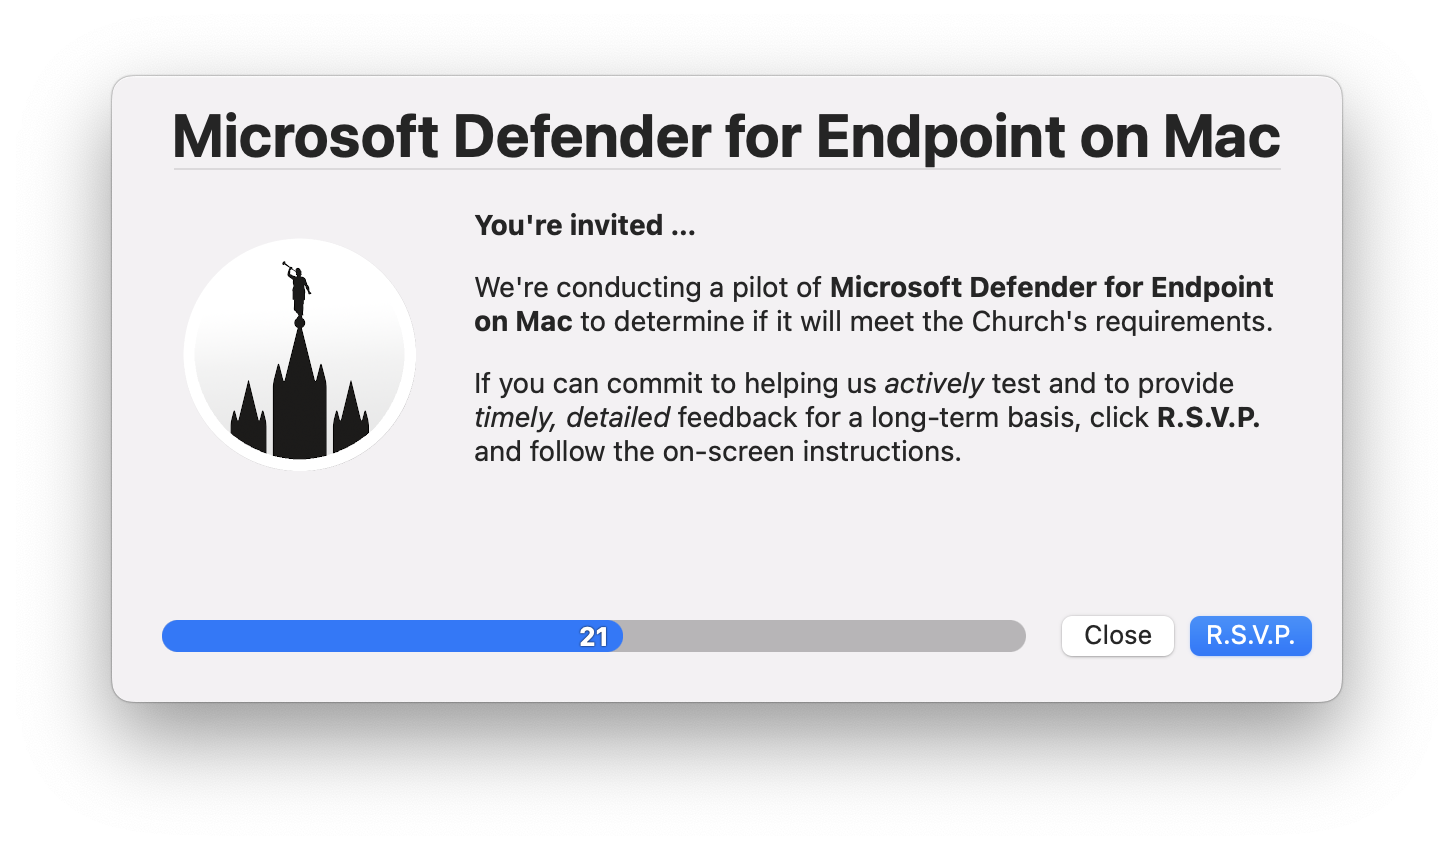 Microsoft Defender for Endpoint on Mac
You're invited ...
We're conducting a pilot of Microsoft Defender for Endpoint
on Mac to determine if it will meet the Church's requirements.
If you can commit to helping us actively test and to provide
timely, detailed feedback for a long-term basis, click R.S.V.P.
and follow the on-screen instructions.
21
Close
R.S.V.P.